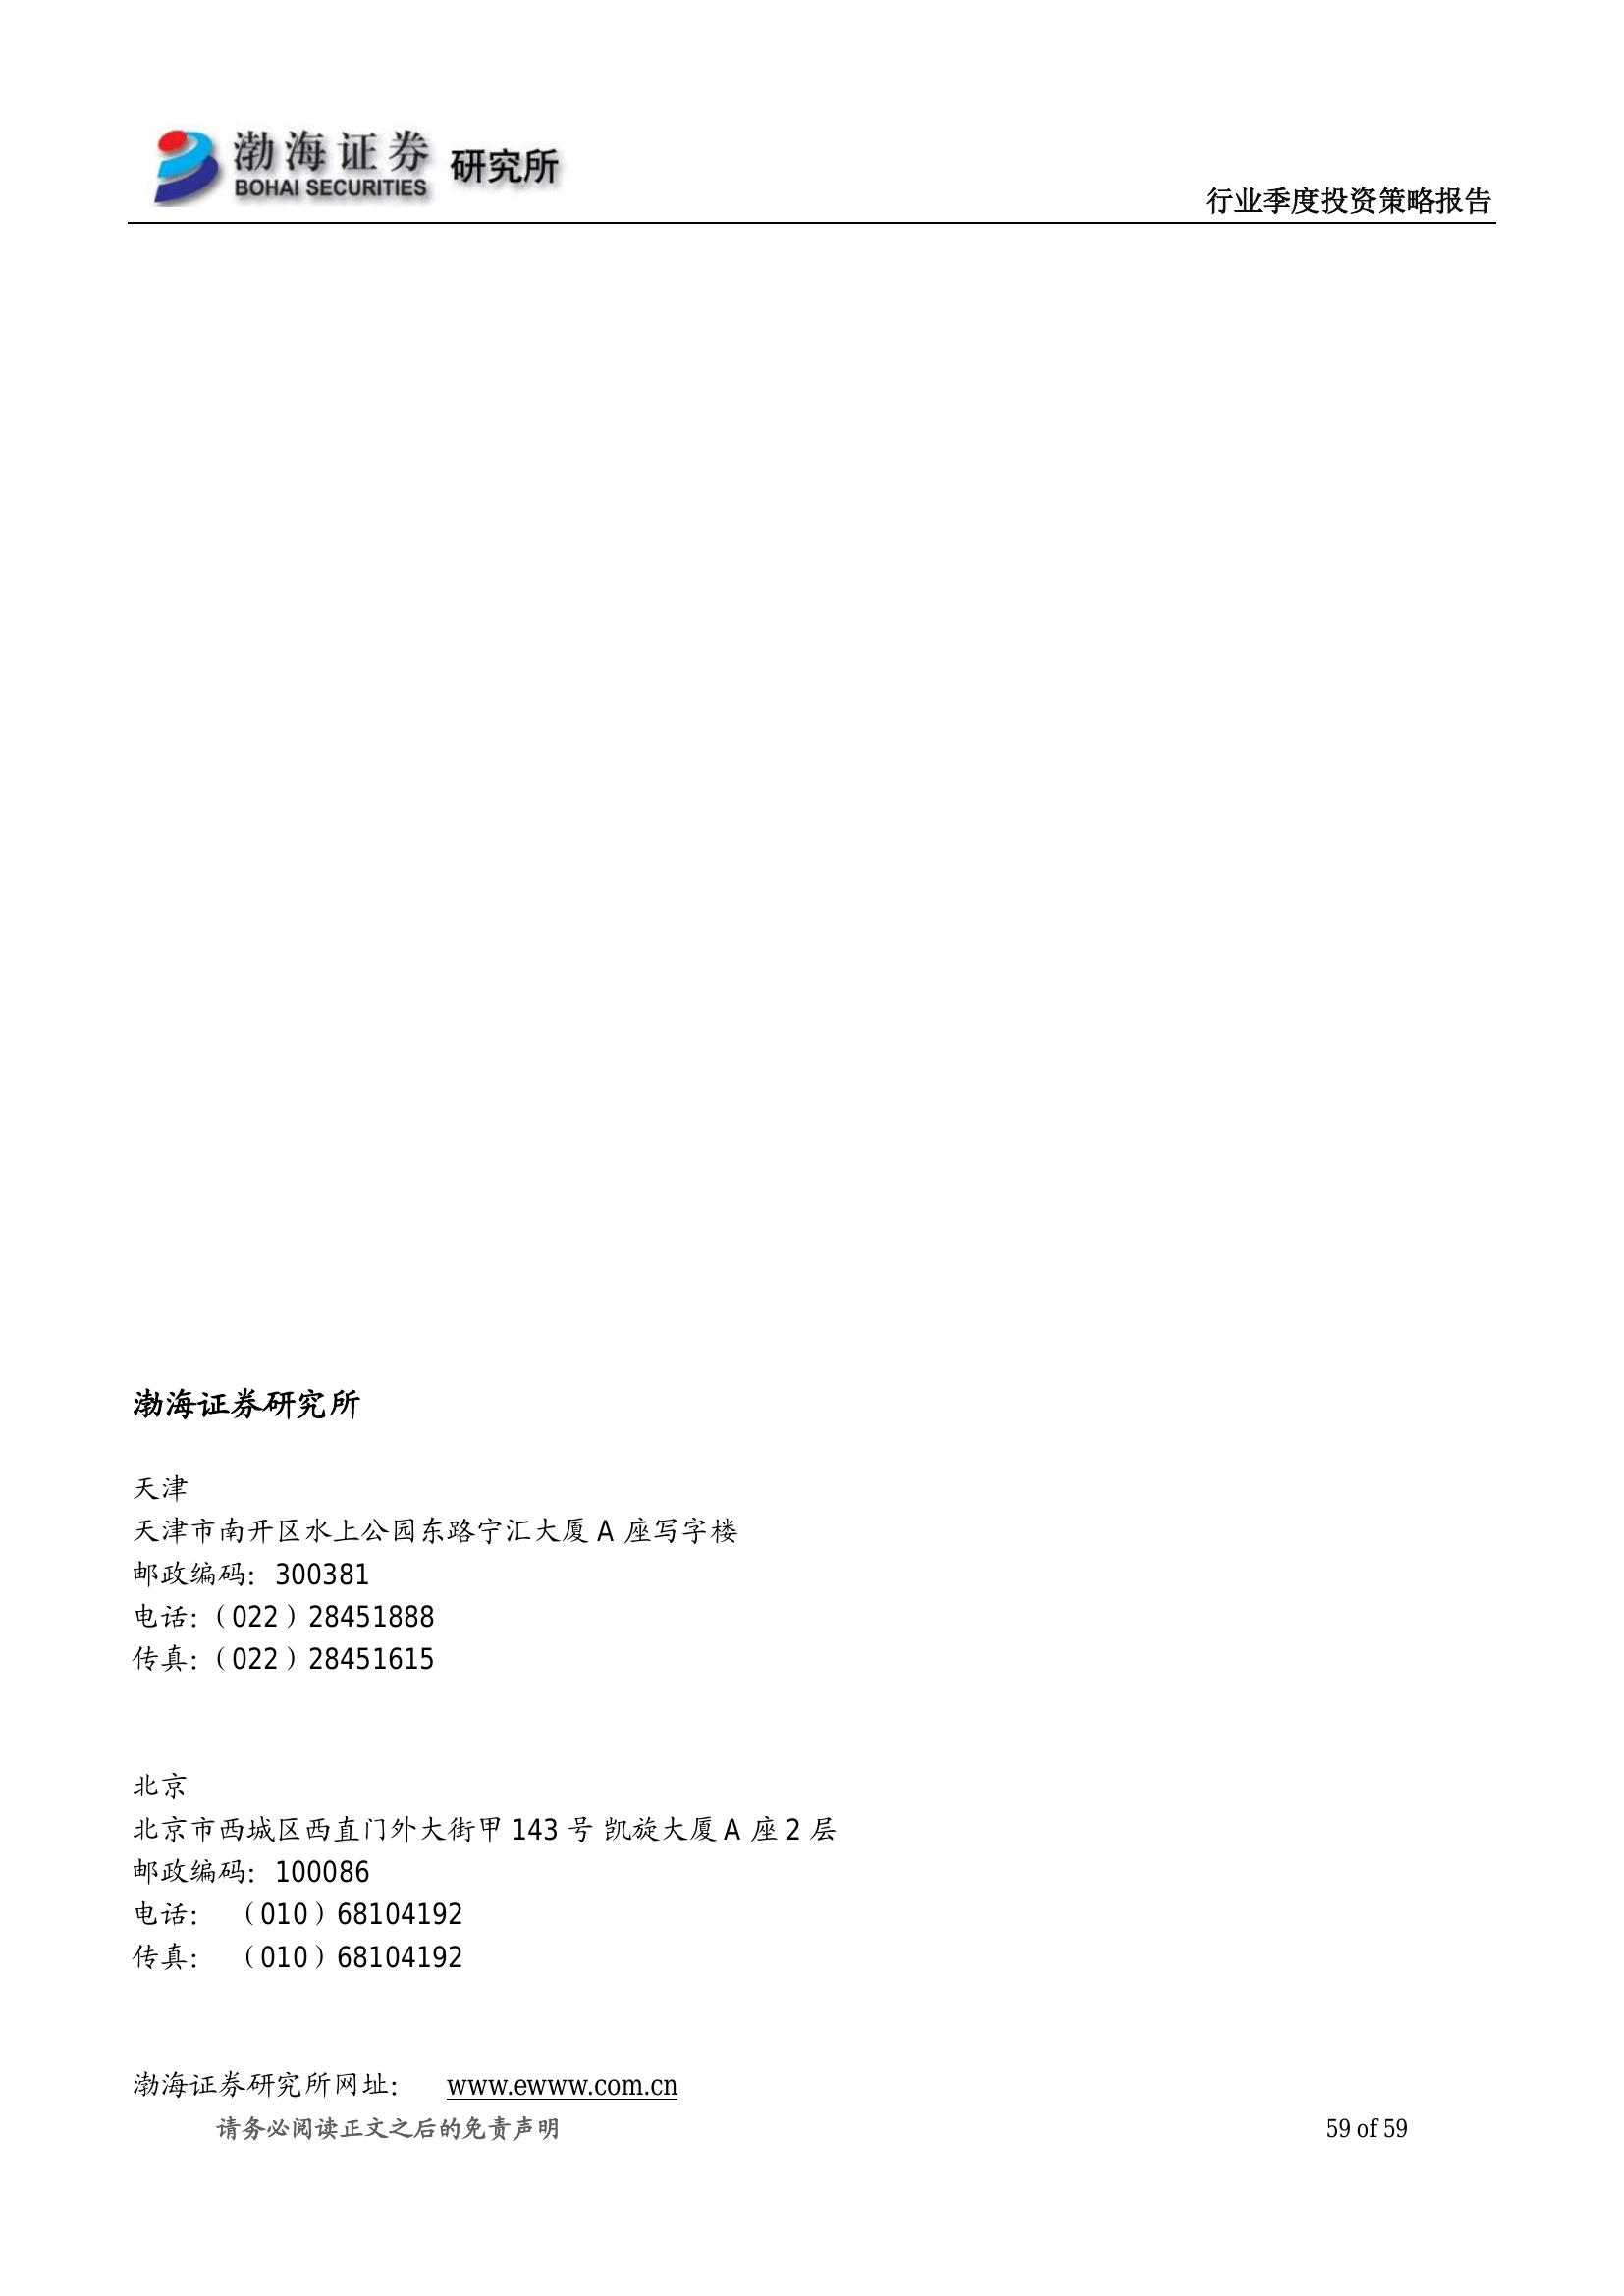 渤海证券 研究所
BOHAI SECURITIES
行业季度投资策略报告
渤海证券研究所
天津
天津市南开区水上公园东路宁汇大厦 A 座写字楼
邮政编码：300381
电话：（022）28451888
传真：（022）28451615
北京
北京市西城区西直门外大街甲 143 号 凯旋大厦 A 座 2 层
邮政编码：100086
电话： （010）68104192
传真： （010）68104192
渤海证券研究所网址： www.ewww.com.cn
请务必阅读正文之后的免责声明 59 of 59